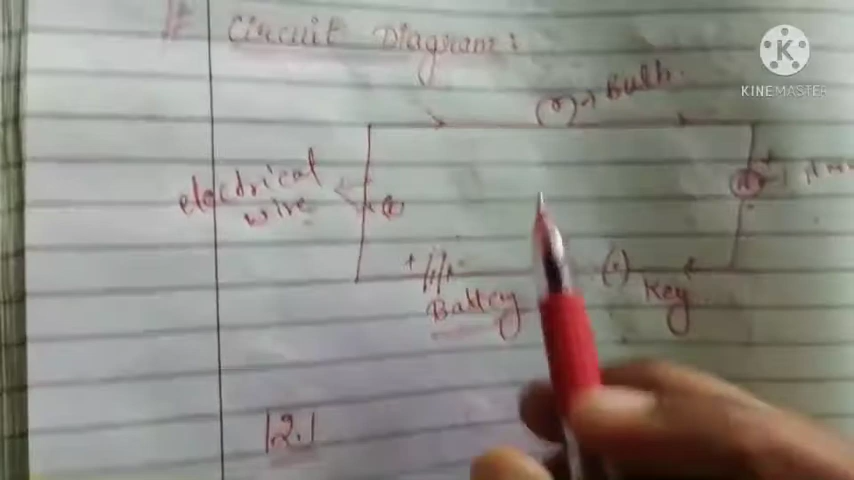 Circuit Diagram:
KINEMASTER
Bulb.
electrical
wire
+
A
+
Battery
(.)
Key
12.1